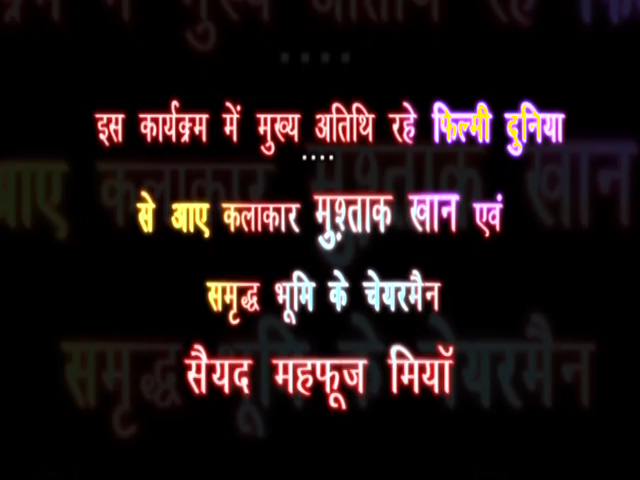 इस कार्यक्रम में मुख्य अतिथि रहे फिल्मी दुनिया
....
से आए कलाकार मुश़्ताक खान एवं
समृद्ध भूमि के चेयरमैन
सैयद महफूज मियाॅ